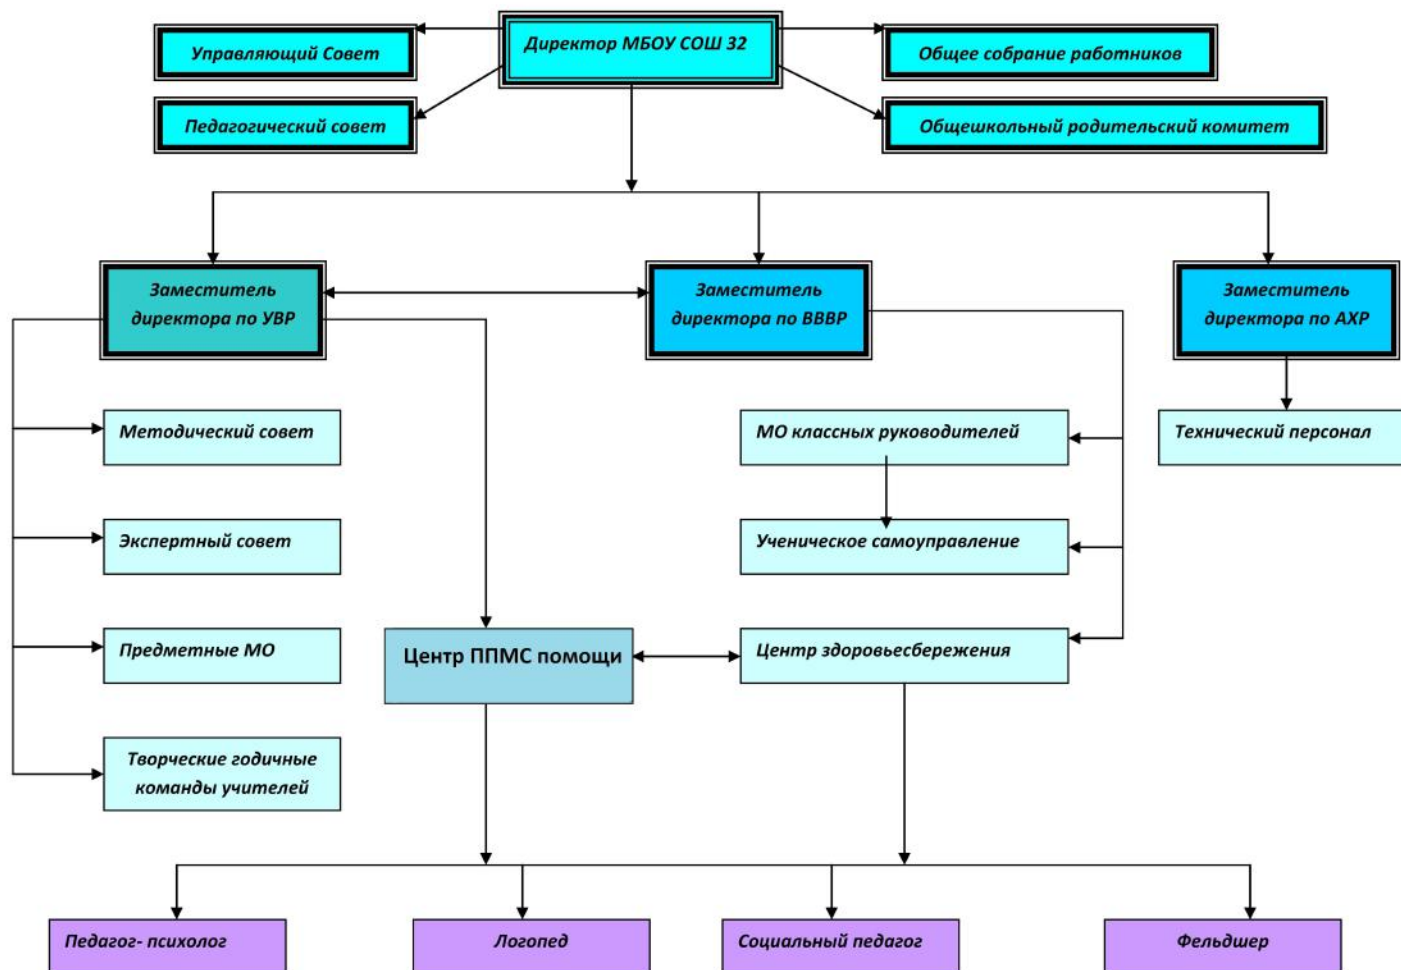 Управляющий Совет
Директор МБОУ СОШ 32
Общее собрание работников
Педагогический совет
Общешкольный родительский комитет
Заместитель
директора по УВР
Заместитель
директора по ВВВР
Заместитель
директора по АХР
Методический совет
МО классных руководителей
Технический персонал
Экспертный совет
Ученическое самоуправление
Предметные МО
Центр ППМС помощи
Центр здоровьесбережения
Творческие годичные
команды учителей
Педагог- психолог
Логопед
Социальный педагог
Фельдшер